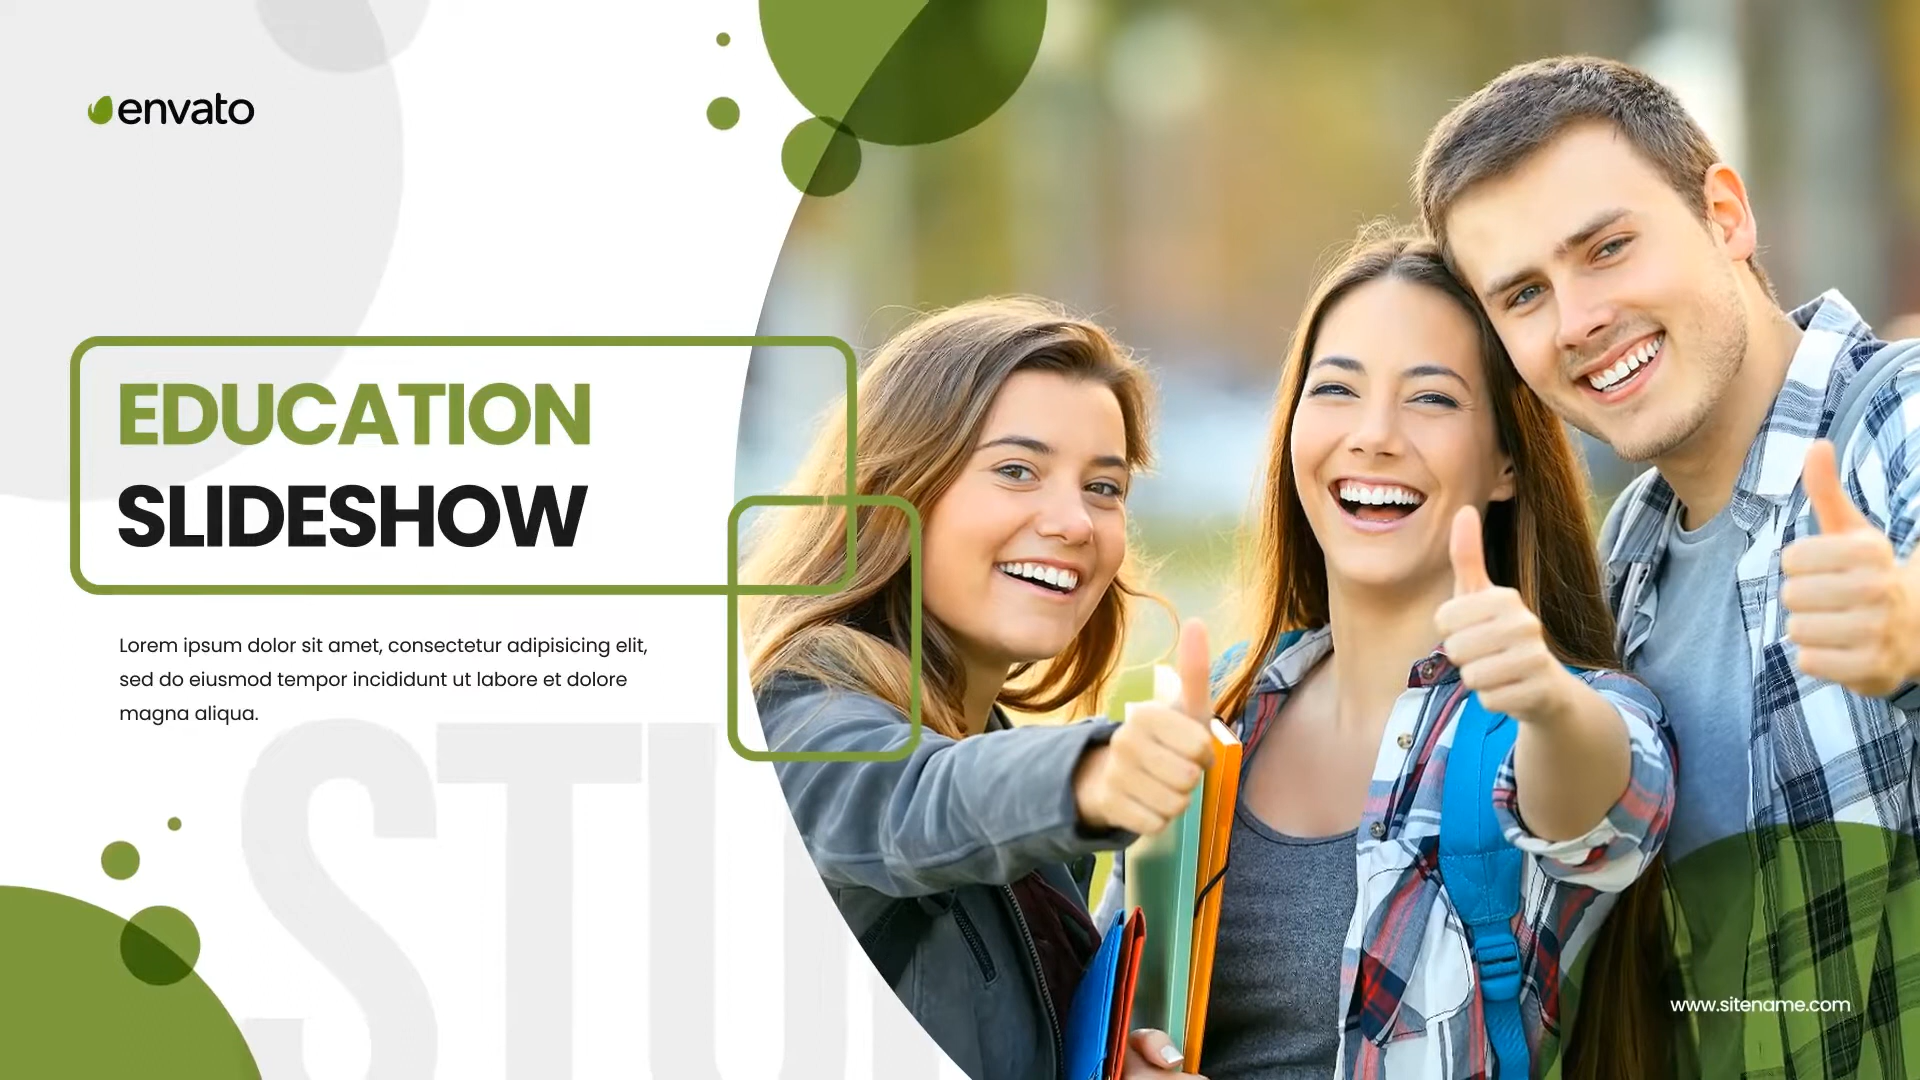 envato
EDUCATION
SLIDESHOW
Lorem ipsum dolor sit amet, consectetur adipisicing elit,
sed do eiusmod tempor incididunt ut labore et dolore
magna aliqua.
STU
www.sitename.com